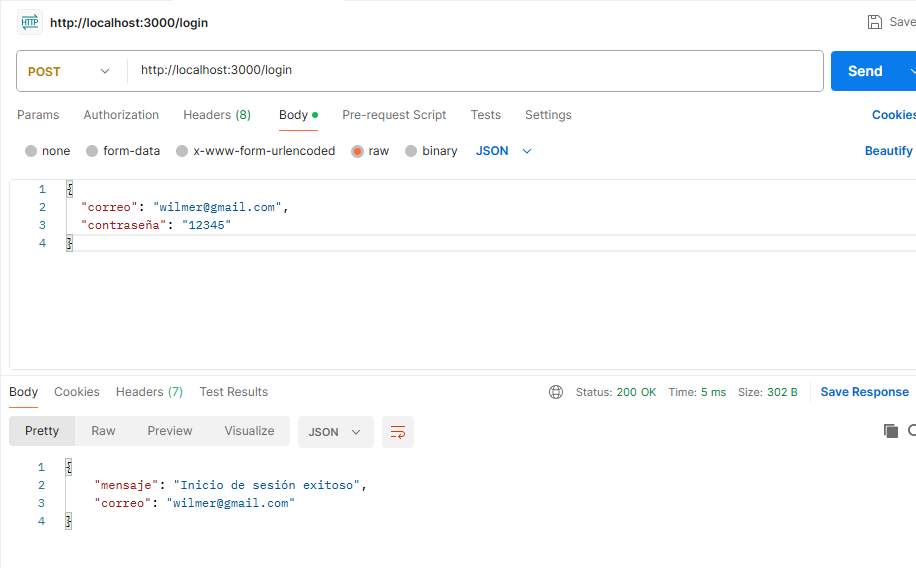 HTTP http://localhost:3000/login Save
POST http://localhost:3000/login Send
Params Authorization Headers (8) Body Pre-request Script Tests Settings Cookies
none form-data x-www-form-urlencoded raw binary JSON Beautify
1 {
2 "correo": "wilmer@gmail.com",
3 "contraseña": "12345"
4 }
Body Cookies Headers (7) Test Results Status: 200 OK Time: 5 ms Size: 302 B Save Response
Pretty Raw Preview Visualize JSON
1 {
2 "mensaje": "Inicio de sesión exitoso",
3 "correo": "wilmer@gmail.com"
4 }